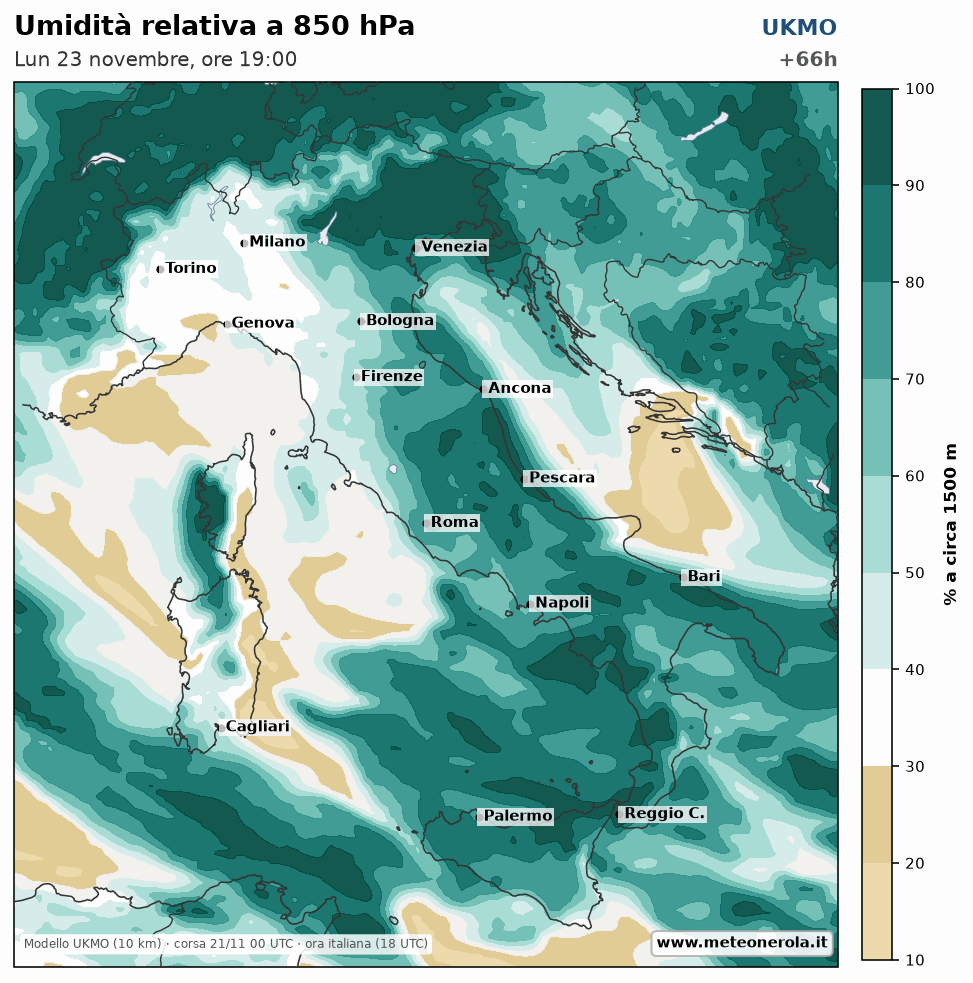 Umidità relativa a 850 hPa
UKMO
Lun 23 novembre, ore 19:00
+66h
Milano
Venezia
Torino
Genova
Bologna
Firenze
Ancona
Pescara
Roma
Bari
Napoli
Cagliari
Palermo
Reggio C.
Modello UKMO (10 km) · corsa 21/11 00 UTC · ora italiana (18 UTC)
www.meteonerola.it
100
90
80
70
60
50
40
30
20
10
% a circa 1500 m